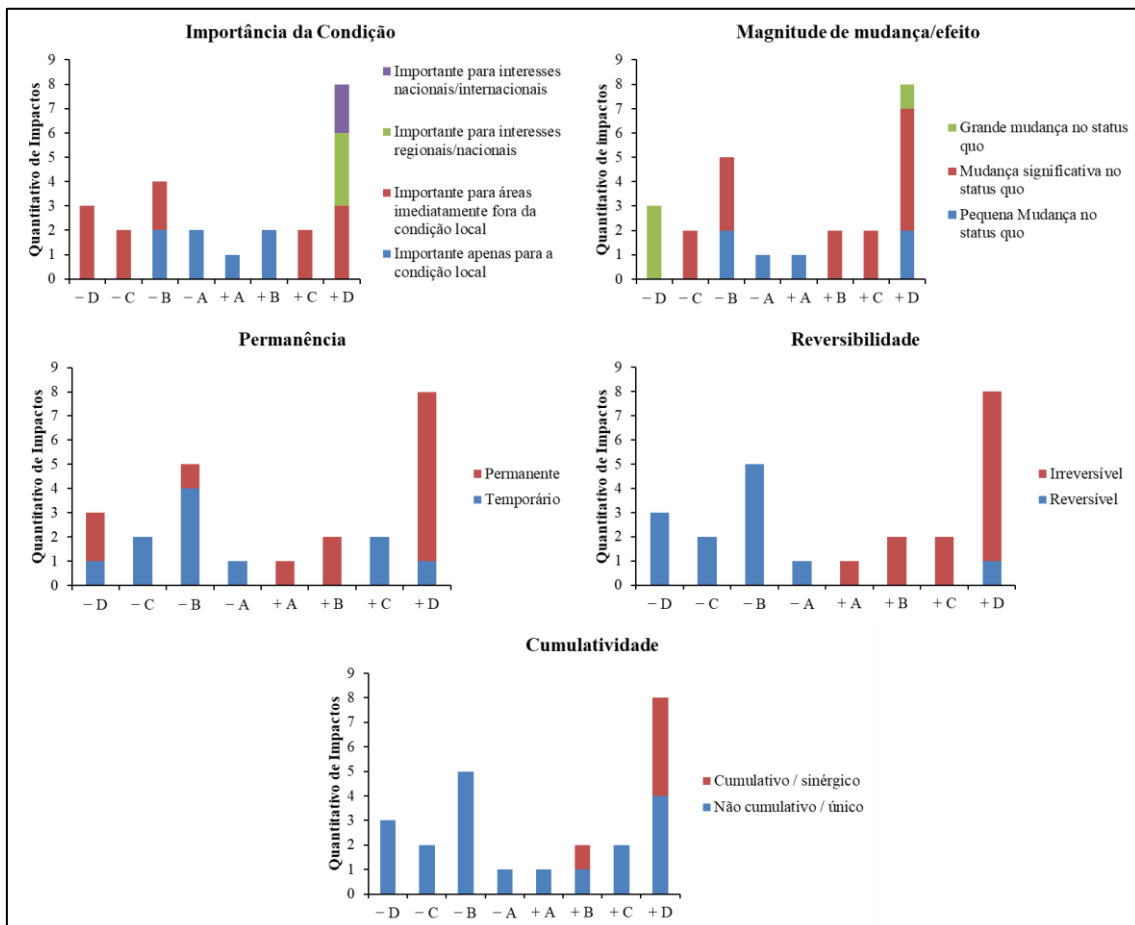 Importância da Condição
Quantitativo de Impactos
9
8
7
6
5
4
3
2
1
0
− D − C − B − A + A + B + C + D
Importante para interesses
nacionais/internacionais
Importante para interesses
regionais/nacionais
Importante para áreas
imediatamente fora da
condição local
Importante apenas para a
condição local
Magnitude de mudança/efeito
Quantitativo de impactos
9
8
7
6
5
4
3
2
1
0
− D − C − B − A + A + B + C + D
Grande mudança no status
quo
Mudança significativa no
status quo
Pequena Mudança no
status quo
Permanência
Quantitativo de Impactos
9
8
7
6
5
4
3
2
1
0
− D − C − B − A + A + B + C + D
Permanente
Temporário
Reversibilidade
Quantitativo de Impactos
9
8
7
6
5
4
3
2
1
0
− D − C − B − A + A + B + C + D
Irreversível
Reversível
Cumulatividade
Quantitativo de Impactos
9
8
7
6
5
4
3
2
1
0
− D − C − B − A + A + B + C + D
Cumulativo / sinérgico
Não cumulativo / único